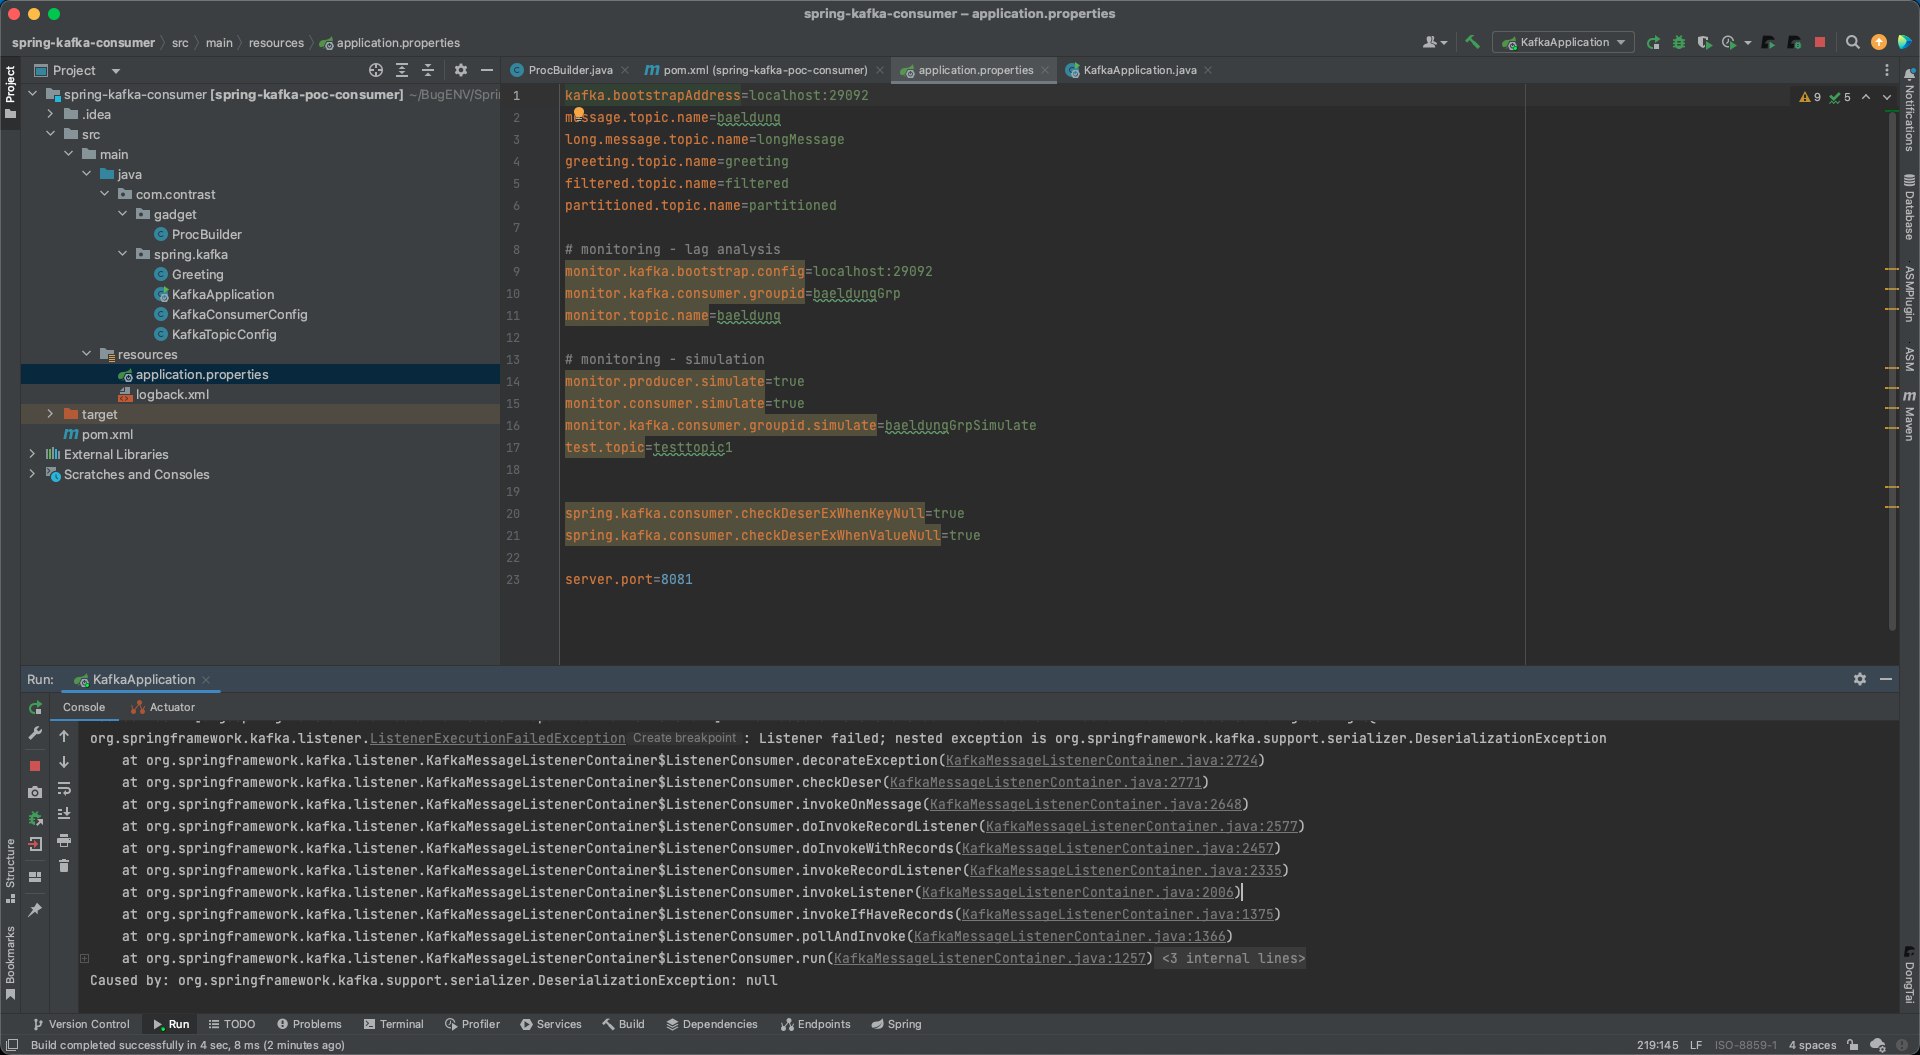 spring-kafka-consumer – application.properties
spring-kafka-consumer
src
main
resources
application.properties
KafkaApplication
Project
Project
ProcBuilder.java
pom.xml (spring-kafka-poc-consumer)
application.properties
KafkaApplication.java
spring-kafka-consumer [spring-kafka-poc-consumer] ~/BugENV/Spri
.idea
src
main
java
com.contrast
gadget
ProcBuilder
spring.kafka
Greeting
KafkaApplication
KafkaConsumerConfig
KafkaTopicConfig
resources
application.properties
logback.xml
target
pom.xml
External Libraries
Scratches and Consoles
9 5
1 kafka.bootstrapAddress=localhost:29092
2 message.topic.name=baeldung
3 long.message.topic.name=longMessage
4 greeting.topic.name=greeting
5 filtered.topic.name=filtered
6 partitioned.topic.name=partitioned
7
8 # monitoring - lag analysis
9 monitor.kafka.bootstrap.config=localhost:29092
10 monitor.kafka.consumer.groupid=baeldungGrp
11 monitor.topic.name=baeldung
12
13 # monitoring - simulation
14 monitor.producer.simulate=true
15 monitor.consumer.simulate=true
16 monitor.kafka.consumer.groupid.simulate=baeldungGrpSimulate
17 test.topic=testtopic1
18
19
20 spring.kafka.consumer.checkDeserExWhenKeyNull=true
21 spring.kafka.consumer.checkDeserExWhenValueNull=true
22
23 server.port=8081
Notifications
Database
ASMPlugin
ASM
Maven
DongTai
Structure
Bookmarks
Run:
KafkaApplication
Console
Actuator
org.springframework.kafka.listener.ListenerExecutionFailedException Create breakpoint : Listener failed; nested exception is org.springframework.kafka.support.serializer.DeserializationException
at org.springframework.kafka.listener.KafkaMessageListenerContainer$ListenerConsumer.decorateException(KafkaMessageListenerContainer.java:2724)
at org.springframework.kafka.listener.KafkaMessageListenerContainer$ListenerConsumer.checkDeser(KafkaMessageListenerContainer.java:2771)
at org.springframework.kafka.listener.KafkaMessageListenerContainer$ListenerConsumer.invokeOnMessage(KafkaMessageListenerContainer.java:2648)
at org.springframework.kafka.listener.KafkaMessageListenerContainer$ListenerConsumer.doInvokeRecordListener(KafkaMessageListenerContainer.java:2577)
at org.springframework.kafka.listener.KafkaMessageListenerContainer$ListenerConsumer.doInvokeWithRecords(KafkaMessageListenerContainer.java:2457)
at org.springframework.kafka.listener.KafkaMessageListenerContainer$ListenerConsumer.invokeRecordListener(KafkaMessageListenerContainer.java:2335)
at org.springframework.kafka.listener.KafkaMessageListenerContainer$ListenerConsumer.invokeListener(KafkaMessageListenerContainer.java:2006)
at org.springframework.kafka.listener.KafkaMessageListenerContainer$ListenerConsumer.invokeIfHaveRecords(KafkaMessageListenerContainer.java:1375)
at org.springframework.kafka.listener.KafkaMessageListenerContainer$ListenerConsumer.pollAndInvoke(KafkaMessageListenerContainer.java:1366)
at org.springframework.kafka.listener.KafkaMessageListenerContainer$ListenerConsumer.run(KafkaMessageListenerContainer.java:1257) <3 internal lines>
Caused by: org.springframework.kafka.support.serializer.DeserializationException: null
Version Control
Run
TODO
Problems
Terminal
Profiler
Services
Build
Dependencies
Endpoints
Spring
Build completed successfully in 4 sec, 8 ms (2 minutes ago)
219:145 LF ISO-8859-1 4 spaces